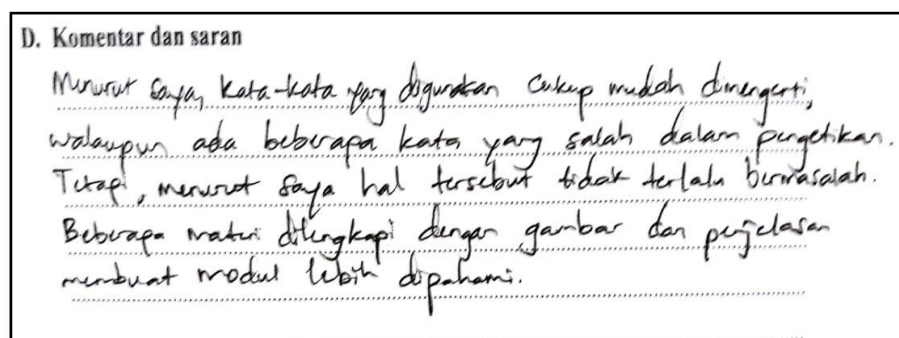 D. Komentar dan saran
Menurut saya, kata-kata yang digunakan cukup mudah dimengerti,
walaupun ada beberapa kata yang salah dalam pengetikan.
Tetapi, menurut saya hal tersebut tidak terlalu bermasalah.
Beberapa materi dilengkapi dengan gambar dan penjelasan
membuat modul lebih dipahami.